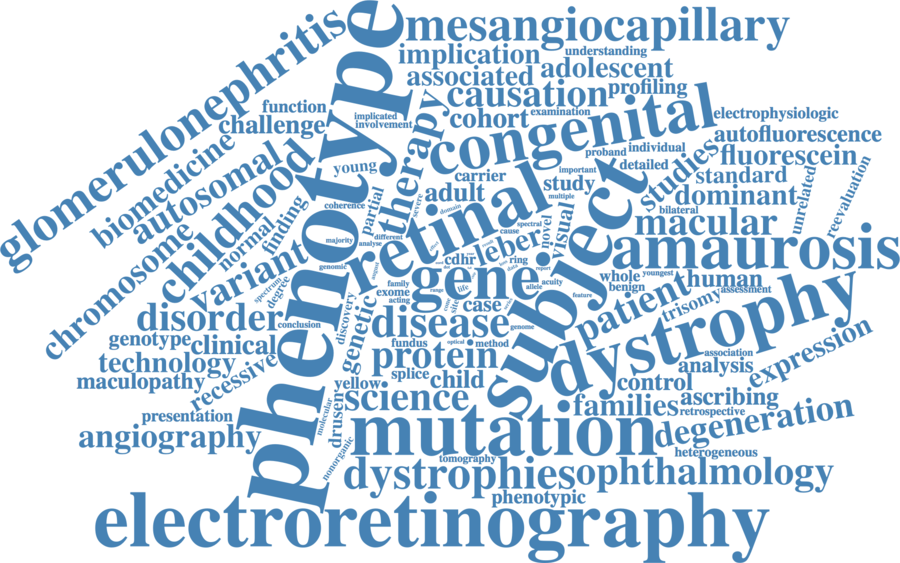 mesangiocapillary
glomerulonephritis
phenotype
implication
understanding
associated
adolescent
causation
profiling
function
challenge
implicated
involvement
cohort
examination
congenital
electrophysiologic
autofluorescence
biomedicine
autosomal
childhood
young
therapy
carrier
adult
proband
individual
important
detailed
studies
fluorescein
standard
study
multiple
dominant
unrelated
reevaluation
bilateral
macular
amaurosis
chromosome
normal
finding
coherence
partial
severe
domain
retinal
spectral
cause
novel
visual
subject
majority
analyse
different
leber
variant
genomic
cdhr
ring
data
report
gene
acuity
allele
whole
youngest
benign
human
patient
trisomy
assessment
spectrum
degree
family
exome
acting
range
life
site
case
feature
dystrophy
disorder
conclusion
discovery
genetic
disease
genome
genotype
clinical
fundus
optical
method
protein
technology
maculopathy
recessive
yellow
splice
child
association
analysis
expression
control
ascribing
science
drusen
molecular
families
retrospective
presentation
angiography
mutation
degeneration
heterogeneous
nonorganic
tomography
dystrophies
ophthalmology
phenotypic
electroretinography